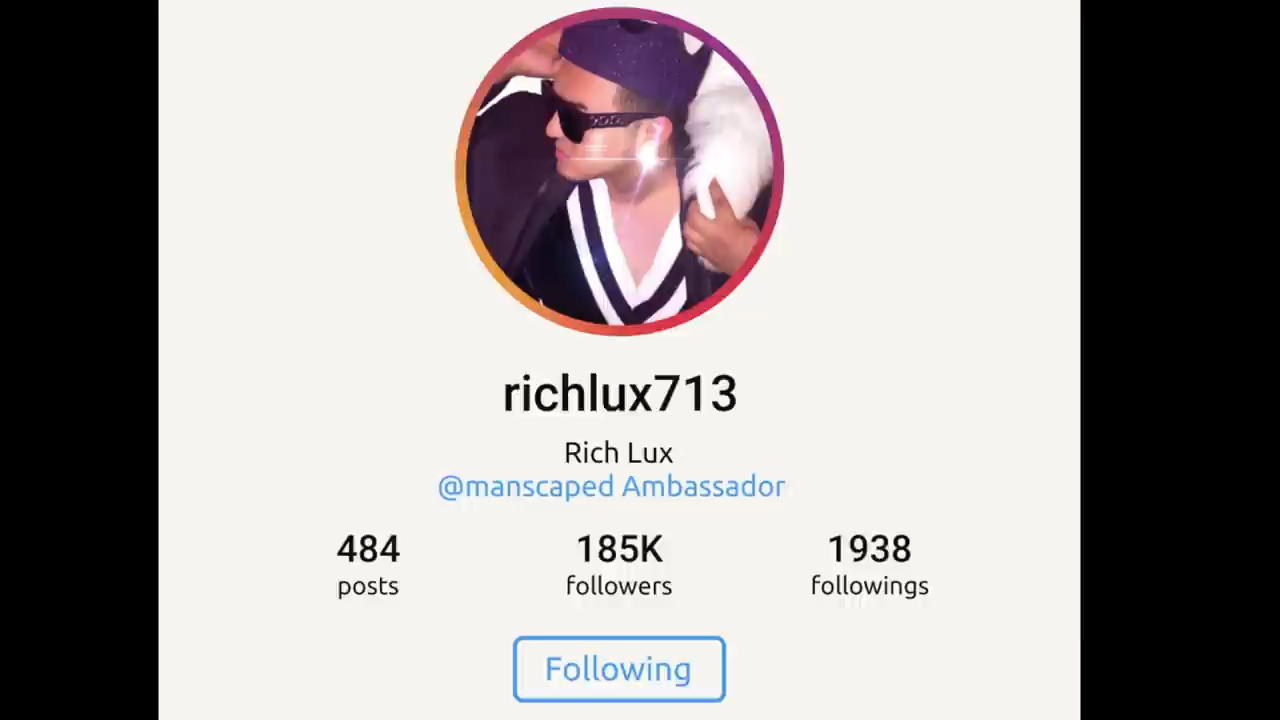 richlux713
Rich Lux
@manscaped Ambassador
484 185K 1938
posts followers followings
Following